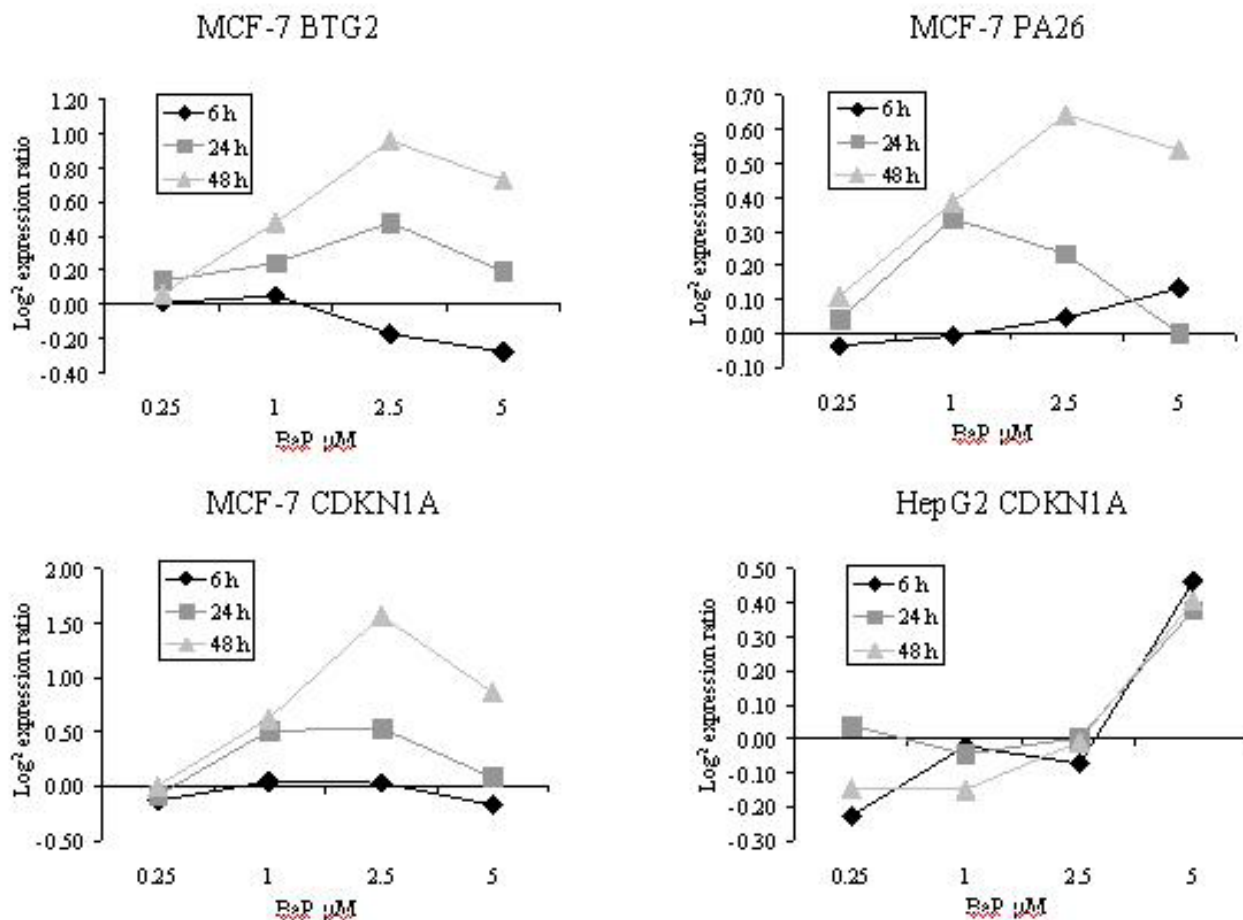 MCF-7 BTG2
Log² expression ratio
1.20
1.00
0.80
0.60
0.40
0.20
0.00
-0.20
-0.40
6 h
24 h
48 h
0.25 1 2.5 5
BaP µM
MCF-7 PA26
Log² expression ratio
0.70
0.60
0.50
0.40
0.30
0.20
0.10
0.00
-0.10
6 h
24 h
48 h
0.25 1 2.5 5
BaP µM
MCF-7 CDKN1A
Log² expression ratio
2.00
1.50
1.00
0.50
0.00
-0.50
6 h
24 h
48 h
0.25 1 2.5 5
BaP µM
HepG2 CDKN1A
Log² expression ratio
0.50
0.40
0.30
0.20
0.10
0.00
-0.10
-0.20
-0.30
6 h
24 h
48 h
0.25 1 2.5 5
BaP µM